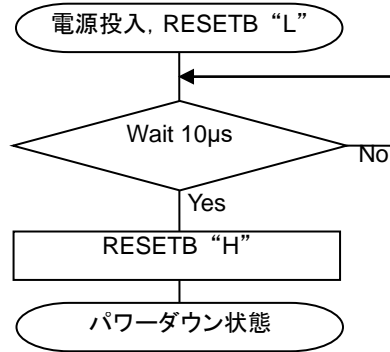 電源投入, RESETB “L”
Wait 10μs
No
Yes
RESETB “H”
パワーダウン状態